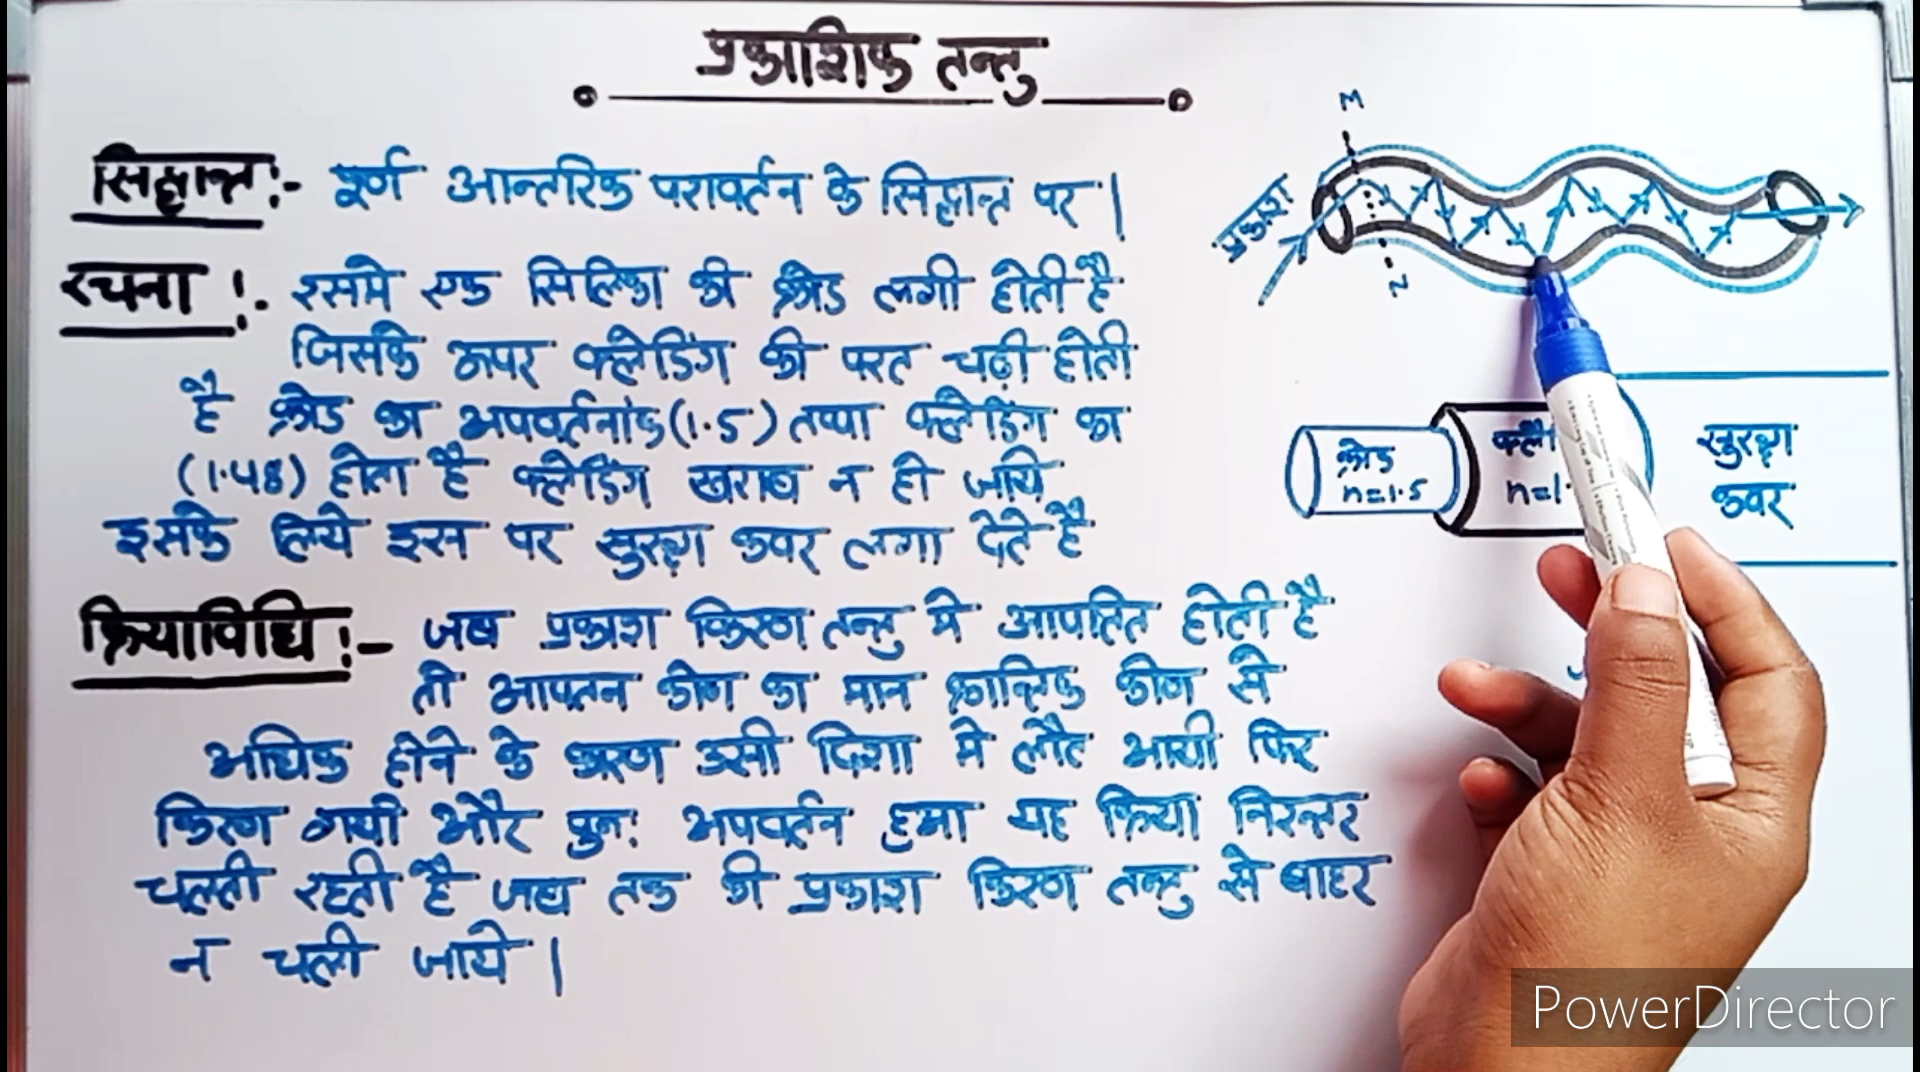 प्रकाशिक तन्तु
सिद्धान्त:- पूर्ण आन्तरिक परावर्तन के सिद्धान्त पर।
रचना:- इसमे एक सिलिका की क्रोड लगी होती है
जिसके ऊपर क्लेडिंग की परत चढ़ी होती
है क्रोड का अपवर्तनांक (1.5) तथा क्लैडिंग का
(1.48) होता है क्लेडिंग खराब न हो जाये
इसके लिये इस पर सुरक्षा कवर लगा देते है
क्रियाविधि:- जब प्रकाश किरण तन्तु मे आपतित होती है
तो आपतन कोण का मान क्रान्तिक कोण से
अधिक होने के कारण उसी दिशा मे लौट आयी फिर
किरण गयी और पुनः अपवर्तन हुआ यह क्रिया निरन्तर
चलती रहती है जब तक की प्रकाश किरण तन्तु से बाहर
न चली जाये।
M
प्रकाश
N
क्रोड
n=1.5
क्लै
n=1.
सुरक्षा
कवर
PowerDirector